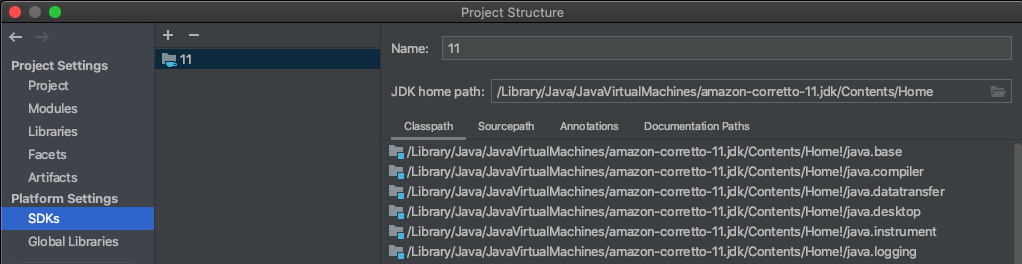 Project Structure
Project Settings
Project
Modules
Libraries
Facets
Artifacts
Platform Settings
SDKs
Global Libraries
11
Name: 11
JDK home path: /Library/Java/JavaVirtualMachines/amazon-corretto-11.jdk/Contents/Home
Classpath Sourcepath Annotations Documentation Paths
/Library/Java/JavaVirtualMachines/amazon-corretto-11.jdk/Contents/Home!/java.base
/Library/Java/JavaVirtualMachines/amazon-corretto-11.jdk/Contents/Home!/java.compiler
/Library/Java/JavaVirtualMachines/amazon-corretto-11.jdk/Contents/Home!/java.datatransfer
/Library/Java/JavaVirtualMachines/amazon-corretto-11.jdk/Contents/Home!/java.desktop
/Library/Java/JavaVirtualMachines/amazon-corretto-11.jdk/Contents/Home!/java.instrument
/Library/Java/JavaVirtualMachines/amazon-corretto-11.jdk/Contents/Home!/java.logging